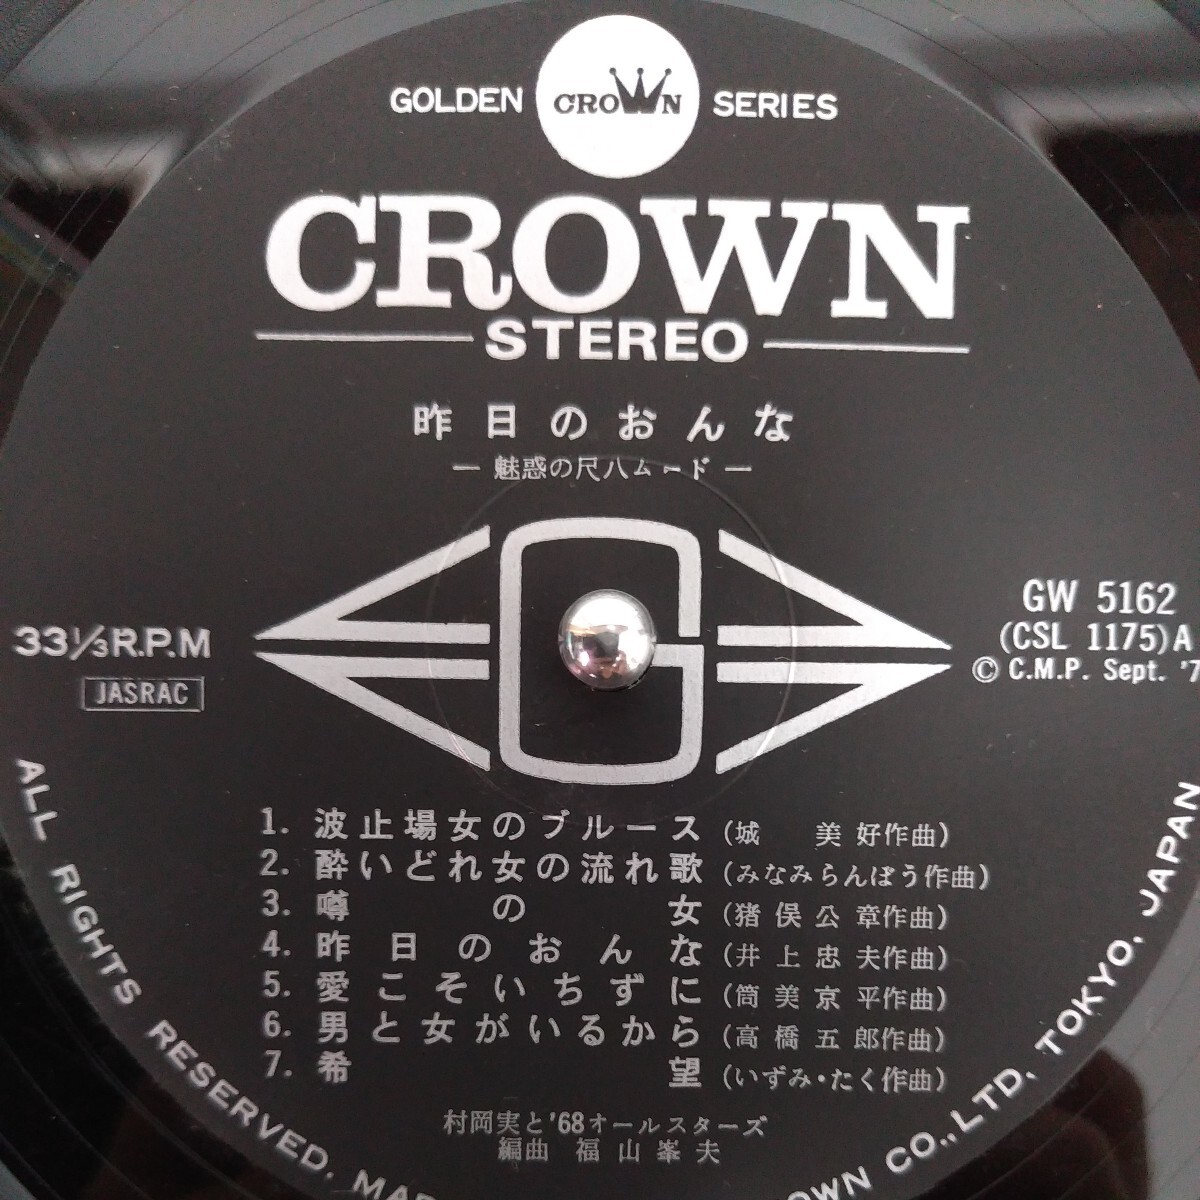 GOLDEN CROWN SERIES
CROWN
STEREO
昨日のおんな
― 魅惑の尺八ムード ―
G
33⅓R.P.M
JASRAC
GW 5162
(CSL 1175)A
© C.M.P. Sept. '7
1. 波止場女のブルース (城 美好作曲)
2. 酔いどれ女の流れ歌 (みなみらんぼう作曲)
3. 噂の女 (猪俣公章作曲)
4. 昨日のおんな (井上忠夫作曲)
5. 愛こそいちずに (筒美京平作曲)
6. 男と女がいるから (高橋五郎作曲)
7. 希望 (いずみ・たく作曲)
村岡実と'68オールスターズ
編曲 福山峯夫
ALL RIGHTS RESERVED. CO., LTD, TOKYO, JAPAN